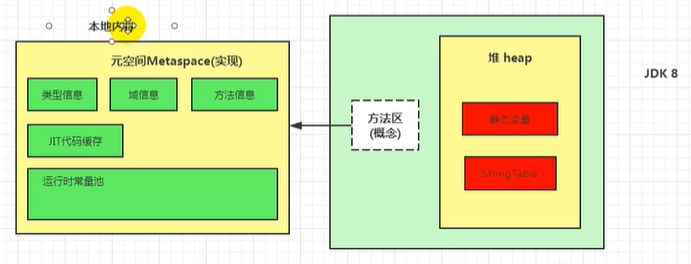 本地内存
元空间Metaspace(实现)
类型信息
域信息
方法信息
JIT代码缓存
运行时常量池
方法区
(概念)
堆 heap
静态变量
StringTable
JDK 8